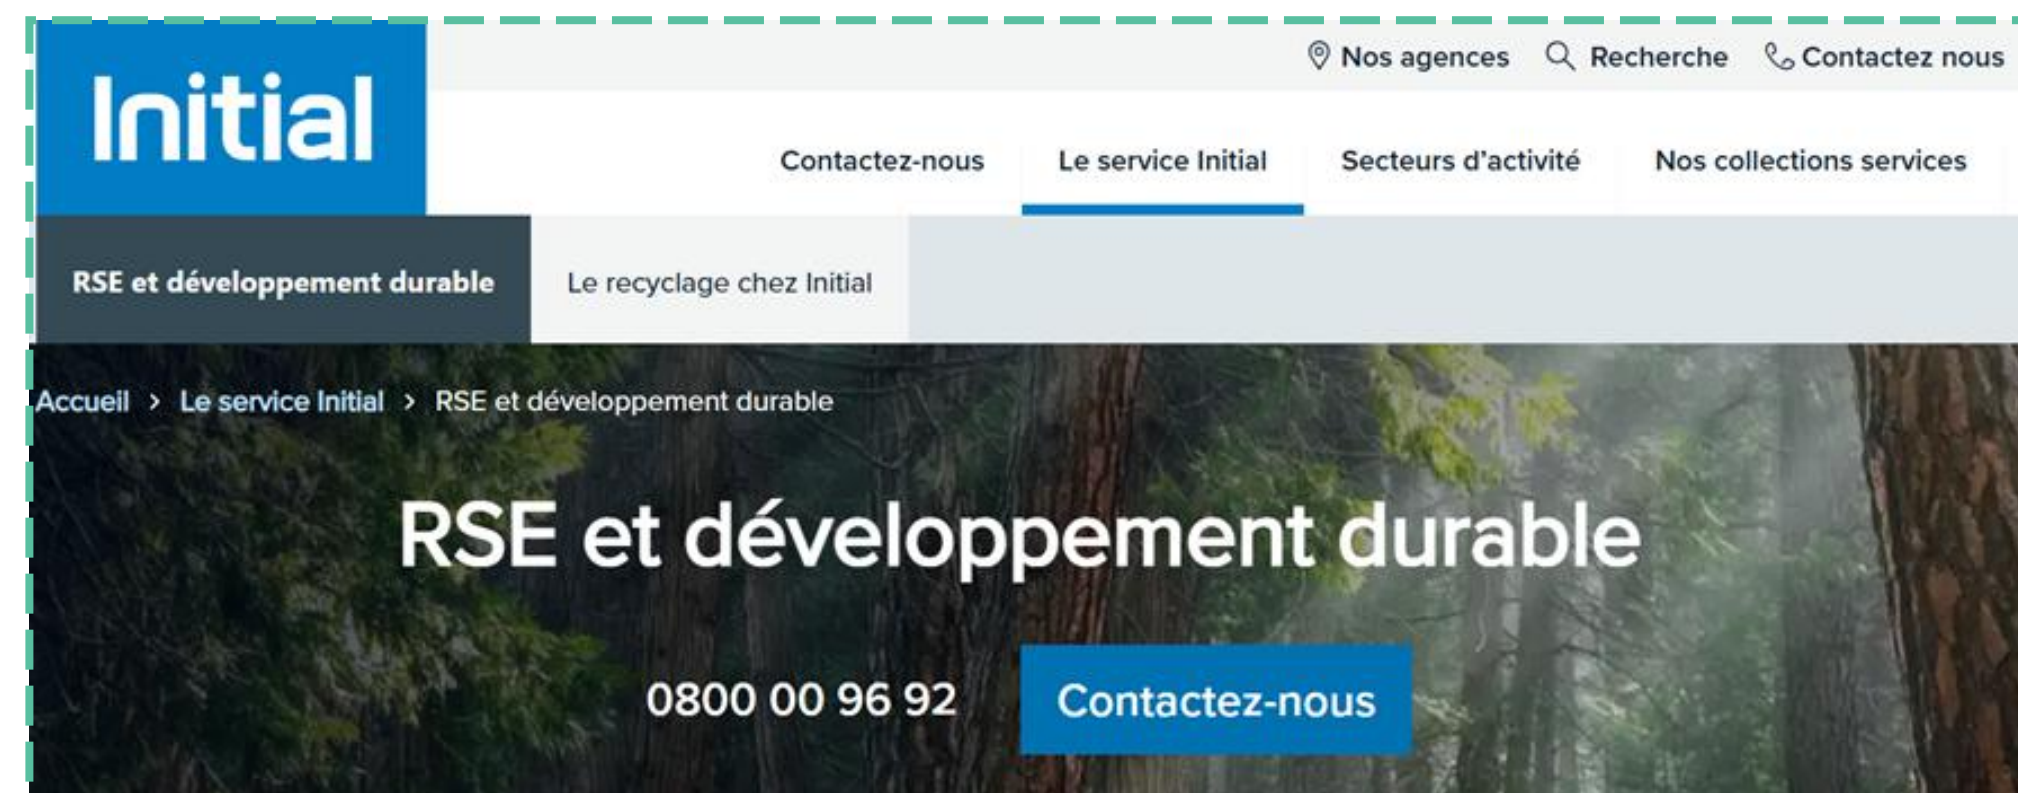 Nos agences Recherche Contactez nous
Initial
Contactez-nous Le service Initial Secteurs d'activité Nos collections services
RSE et développement durable Le recyclage chez Initial
Accueil > Le service Initial > RSE et développement durable
RSE et développement durable
0800 00 96 92 Contactez-nous